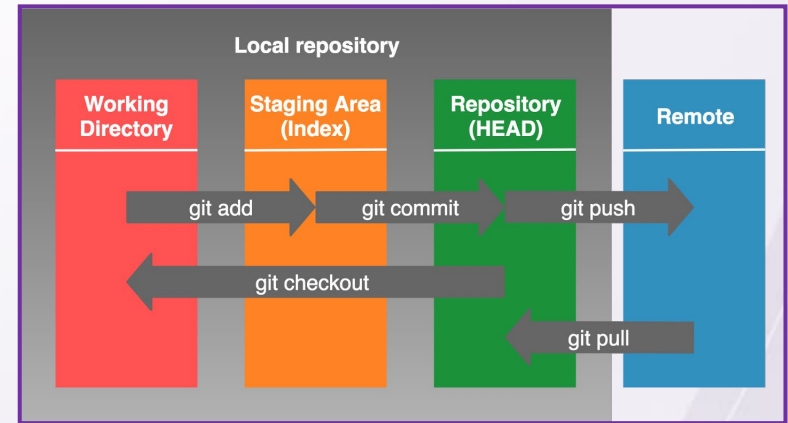 Local repository
Working
Directory
Staging Area
(Index)
Repository
(HEAD)
Remote
git add
git commit
git push
git checkout
git pull